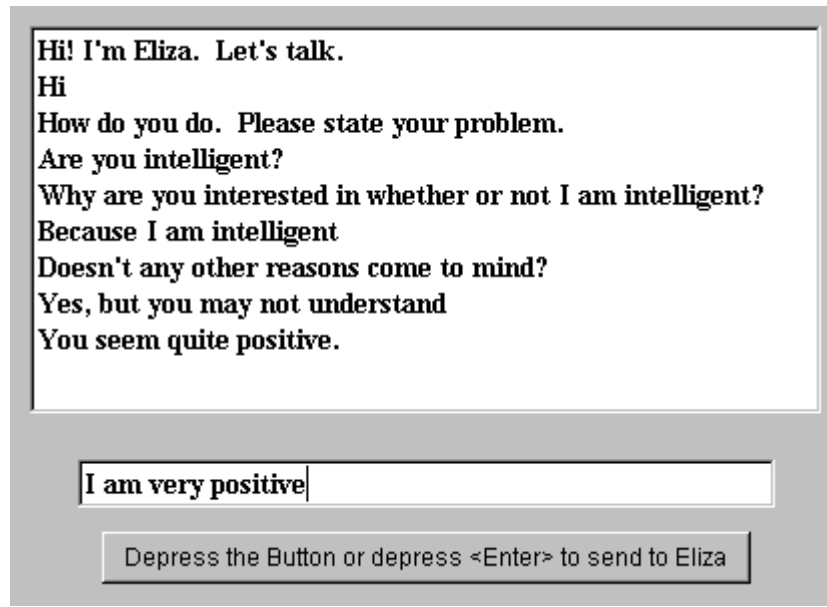 Hi! I'm Eliza.  Let's talk.
Hi
How do you do.  Please state your problem.
Are you intelligent?
Why are you interested in whether or not I am intelligent?
Because I am intelligent
Doesn't any other reasons come to mind?
Yes, but you may not understand
You seem quite positive.
I am very positive
Depress the Button or depress <Enter> to send to Eliza